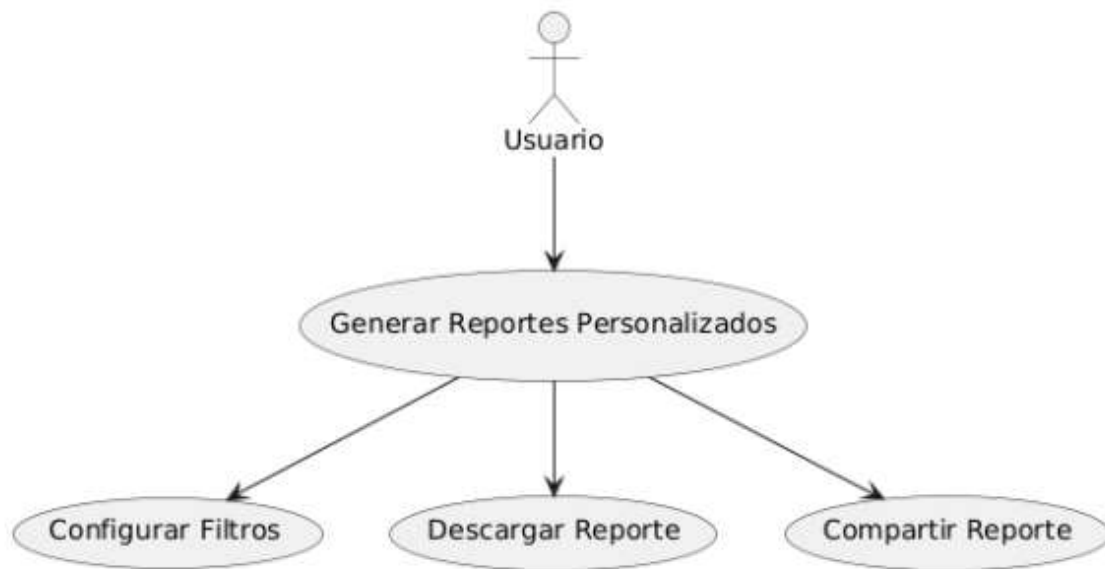 Usuario
Generar Reportes Personalizados
Configurar Filtros
Descargar Reporte
Compartir Reporte